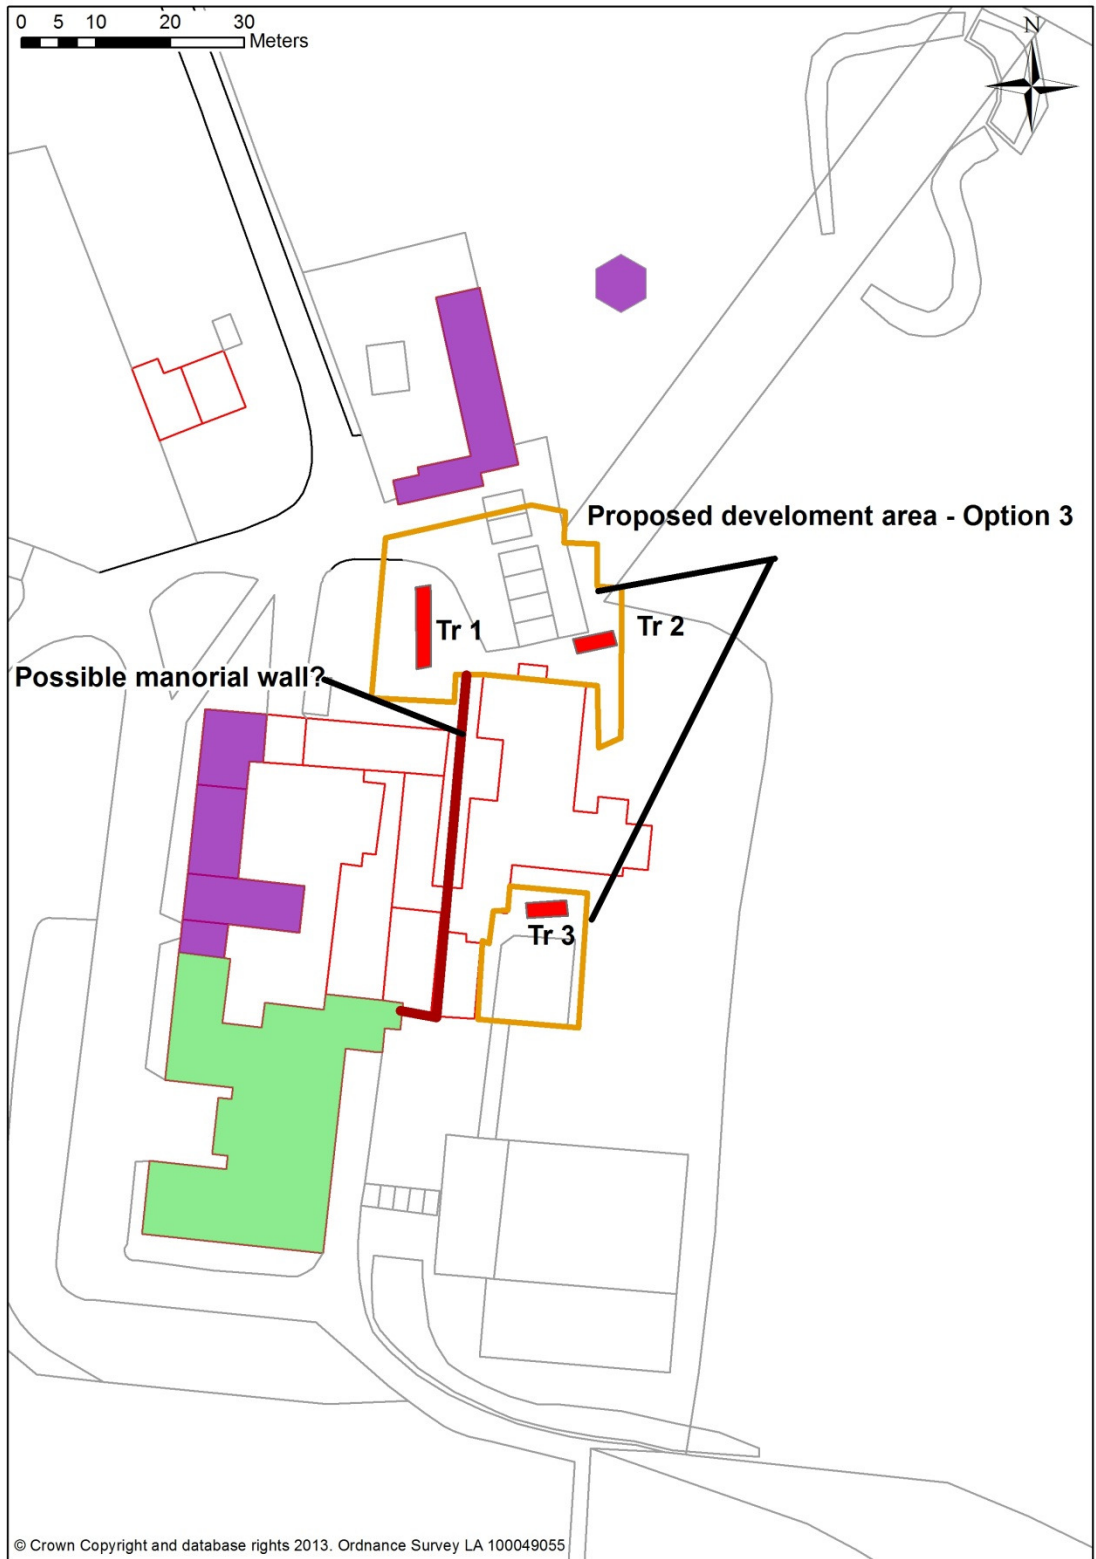 0 5 10 20 30
Meters
N
Proposed develoment area - Option 3
Tr 1
Tr 2
Possible manorial wall?
Tr 3
© Crown Copyright and database rights 2013. Ordnance Survey LA 100049055